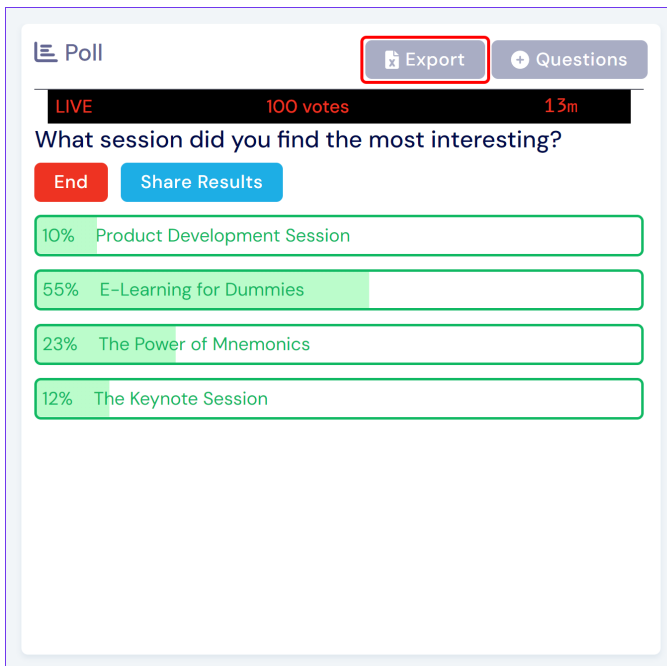 Poll
Export
Questions
LIVE 100 votes 13m
What session did you find the most interesting?
End Share Results
10% Product Development Session
55% E-Learning for Dummies
23% The Power of Mnemonics
12% The Keynote Session